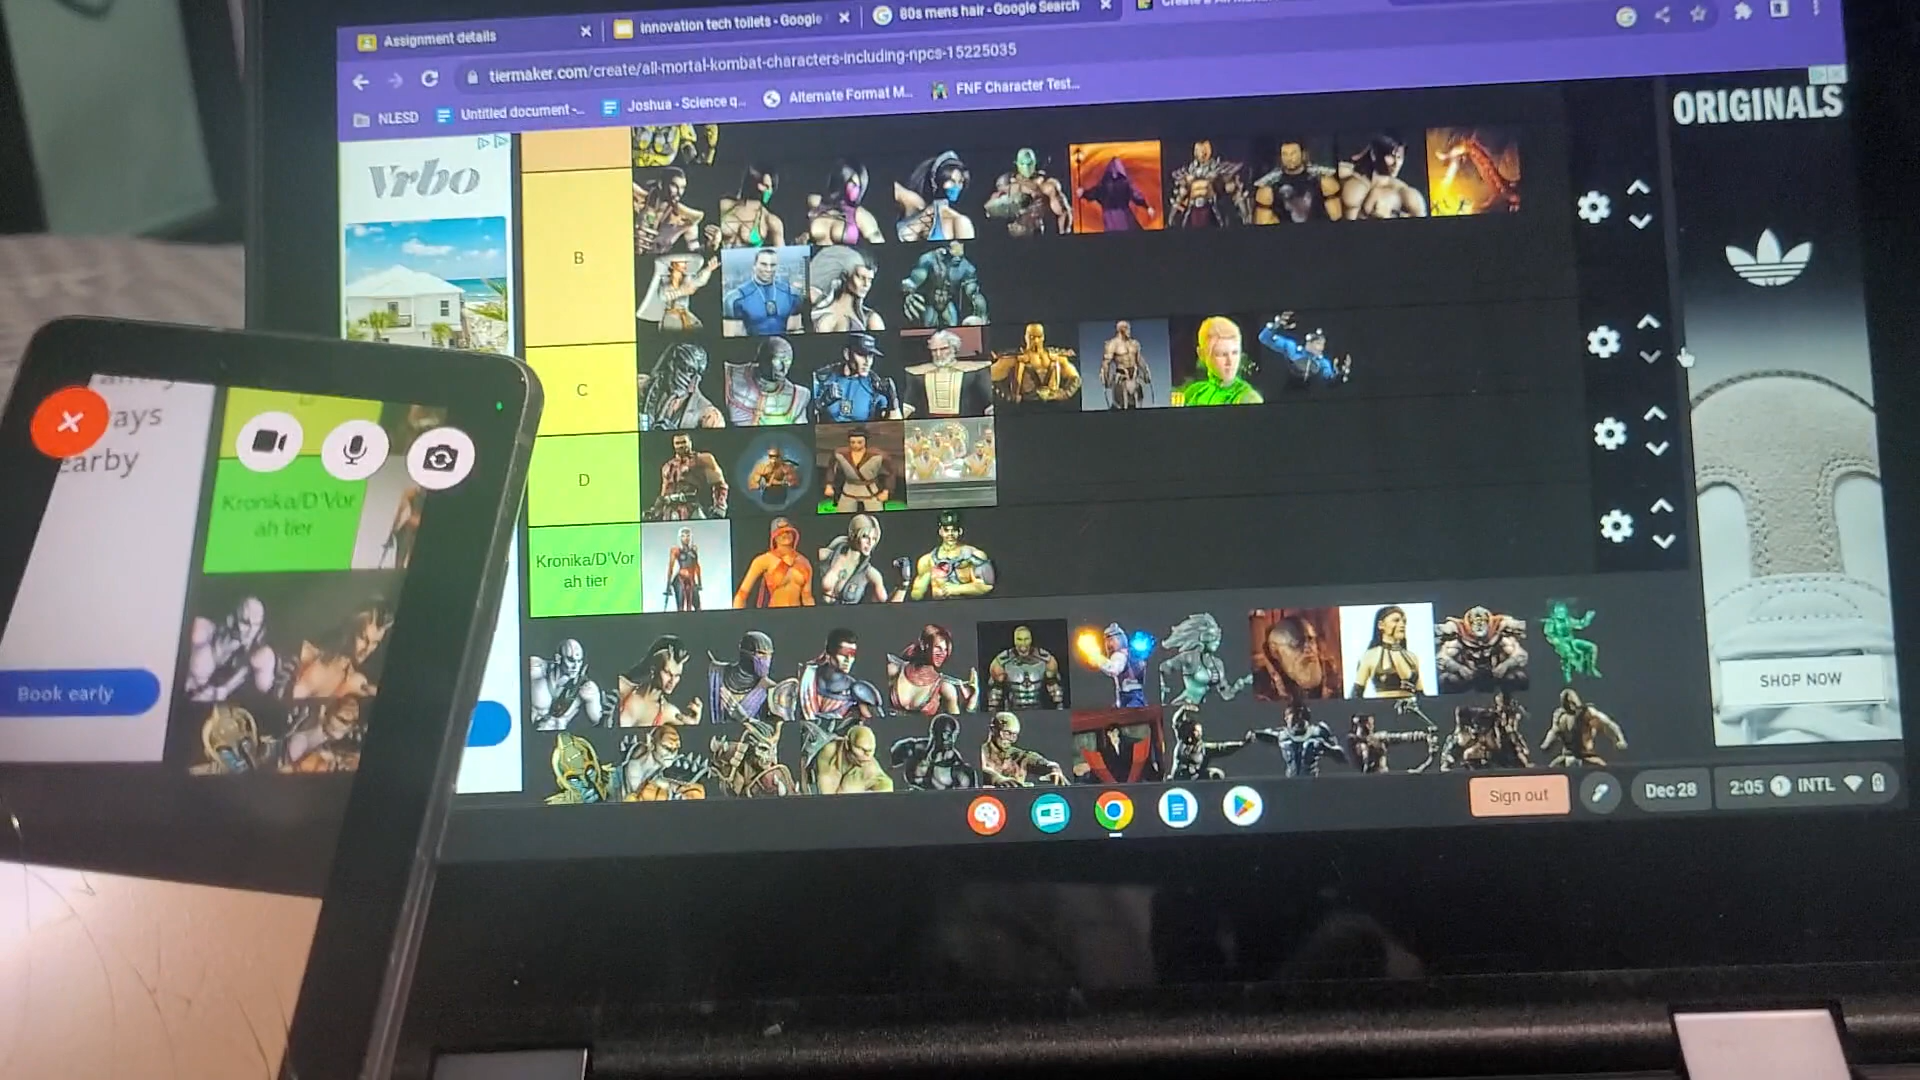 Assignment details
Innovation tech toilets - Google
80s mens hair - Google Search
tiermaker.com/create/all-mortal-kombat-characters-including-npcs-15225035
NLESD
Untitled document -...
Joshua - Science q...
Alternate Format M...
FNF Character Test...
Vrbo
ORIGINALS
B
C
D
Kronika/D'Vor
ah tier
SHOP NOW
Sign out
Dec 28
2:05
INTL
ays
earby
Kronika/D'Vor
ah tier
Book early